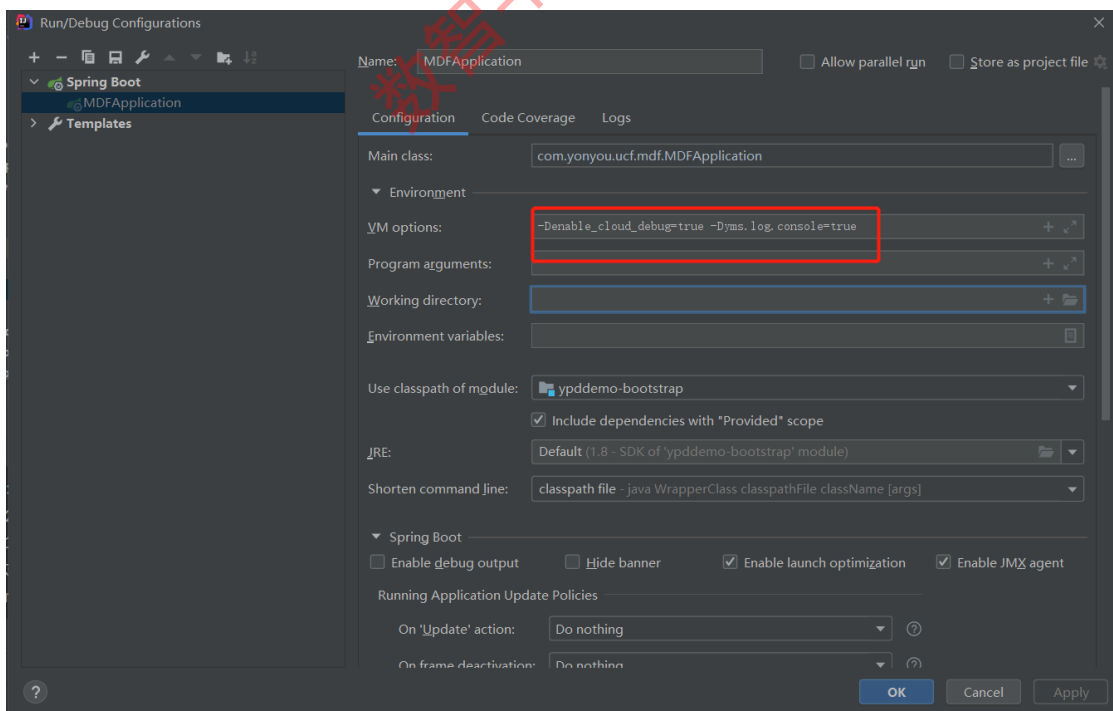 Run/Debug Configurations
Name: MDFApplication Allow parallel run Store as project file
Spring Boot
MDFApplication
Templates
数智
Configuration Code Coverage Logs
Main class: com.yonyou.ucf.mdf.MDFApplication ...
Environment
VM options: -Denable_cloud_debug=true -Dyms.log.console=true
Program arguments:
Working directory:
Environment variables:
Use classpath of module: ypddemo-bootstrap
Include dependencies with "Provided" scope
JRE: Default (1.8 - SDK of 'ypddemo-bootstrap' module)
Shorten command line: classpath file - java WrapperClass classpathFile className [args]
Spring Boot
Enable debug output Hide banner Enable launch optimization Enable JMX agent
Running Application Update Policies
On 'Update' action: Do nothing ?
On frame deactivation: Do nothing ?
? OK Cancel Apply